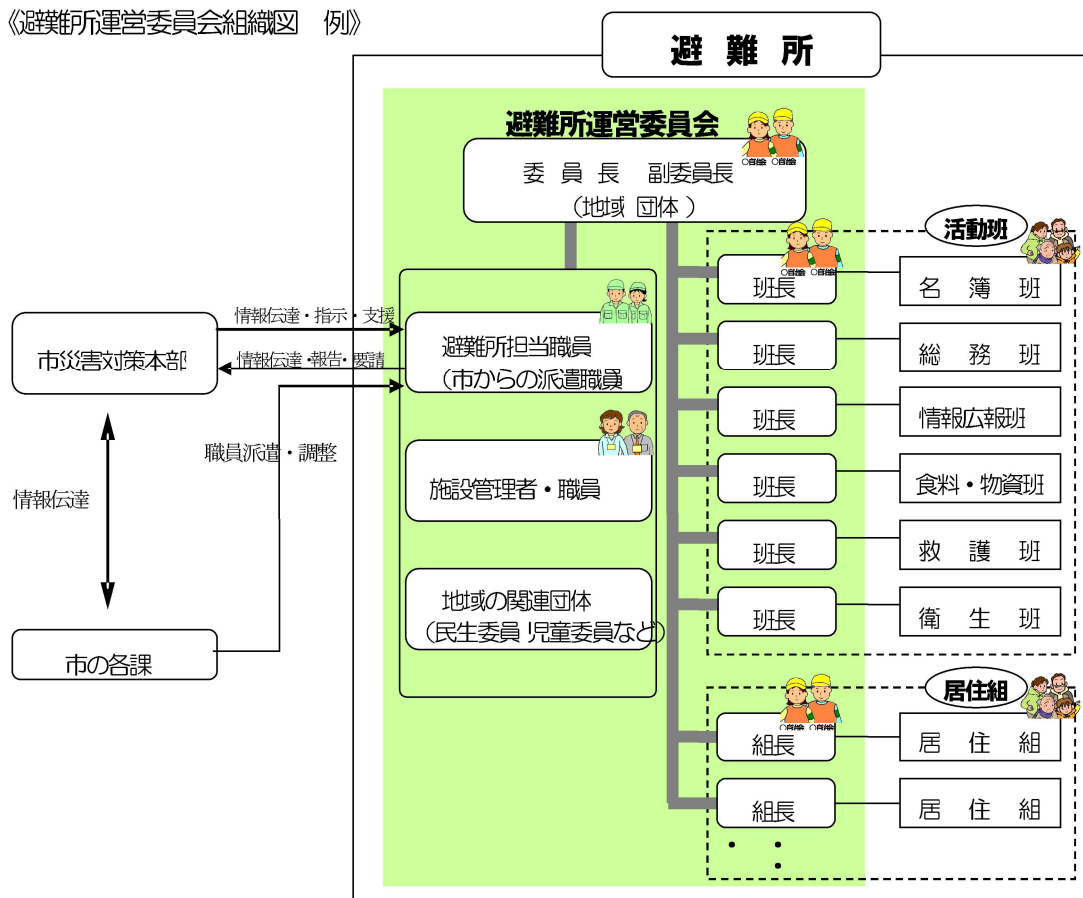 《避難所運営委員会組織図　例》
避 難 所
避難所運営委員会
委 員 長　副委員長
（地域 団体 ）
活動班
班長
名 簿 班
班長
総 務 班
班長
情報広報班
班長
食料・物資班
班長
救 護 班
班長
衛 生 班
情報伝達・指示・支援
市災害対策本部
情報伝達・報告・要請
避難所担当職員
（市からの派遣職員
職員派遣・調整
情報伝達
施設管理者・職員
地域の関連団体
（民生委員 児童委員など）
市の各課
居住組
組長
居 住 組
組長
居 住 組